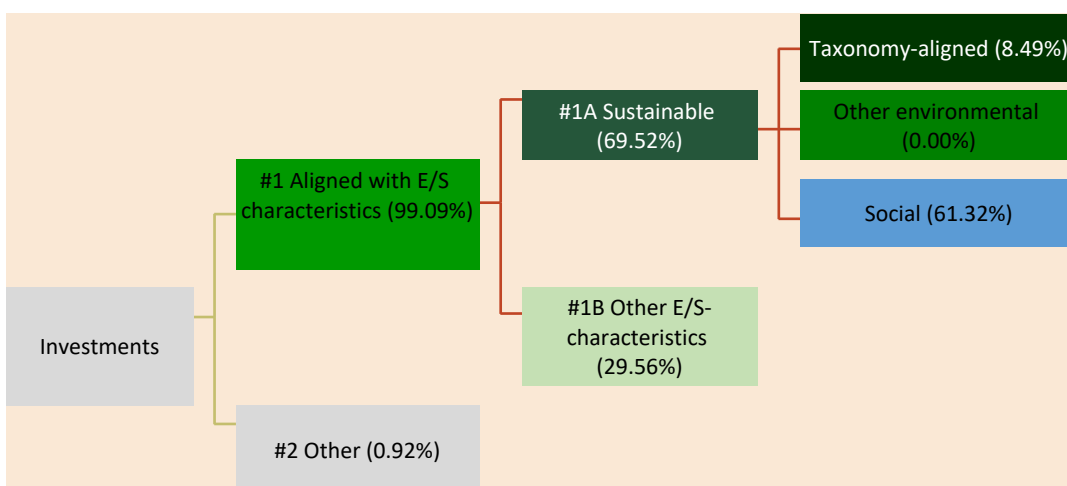 Taxonomy-aligned (8.49%)
#1A Sustainable
(69.52%)
Other environmental
(0.00%)
#1 Aligned with E/S
characteristics (99.09%)
Social (61.32%)
#1B Other E/S-
characteristics
(29.56%)
Investments
#2 Other (0.92%)